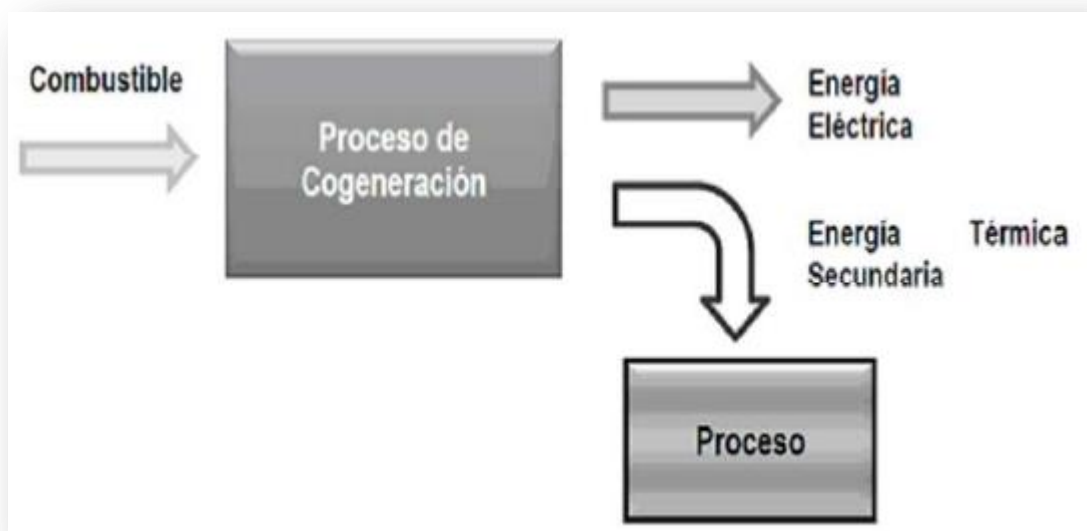 Combustible
Proceso de
Cogeneración
Energía
Eléctrica
Energía Térmica
Secundaria
Proceso